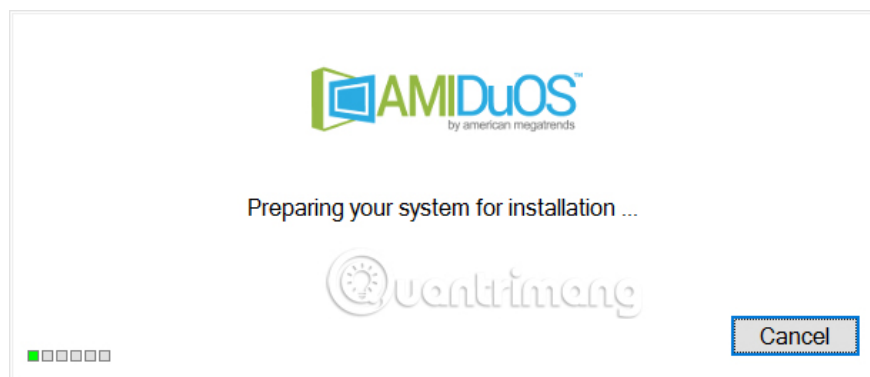 AMIDuOS™
by american megatrends
Preparing your system for installation ...
Quantrimang
Cancel